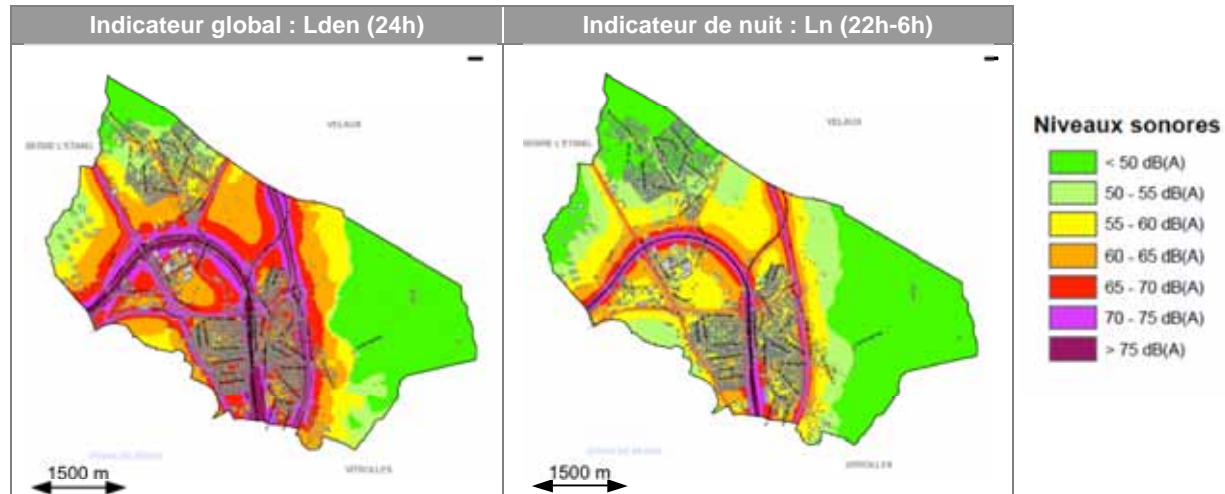 Indicateur global : Lden (24h)
Indicateur de nuit : Ln (22h-6h)
VELAUX
BERRE L'ETANG
VITROLLES
1500 m
VELAUX
BERRE L'ETANG
VITROLLES
1500 m
Niveaux sonores
< 50 dB(A)
50 - 55 dB(A)
55 - 60 dB(A)
60 - 65 dB(A)
65 - 70 dB(A)
70 - 75 dB(A)
> 75 dB(A)